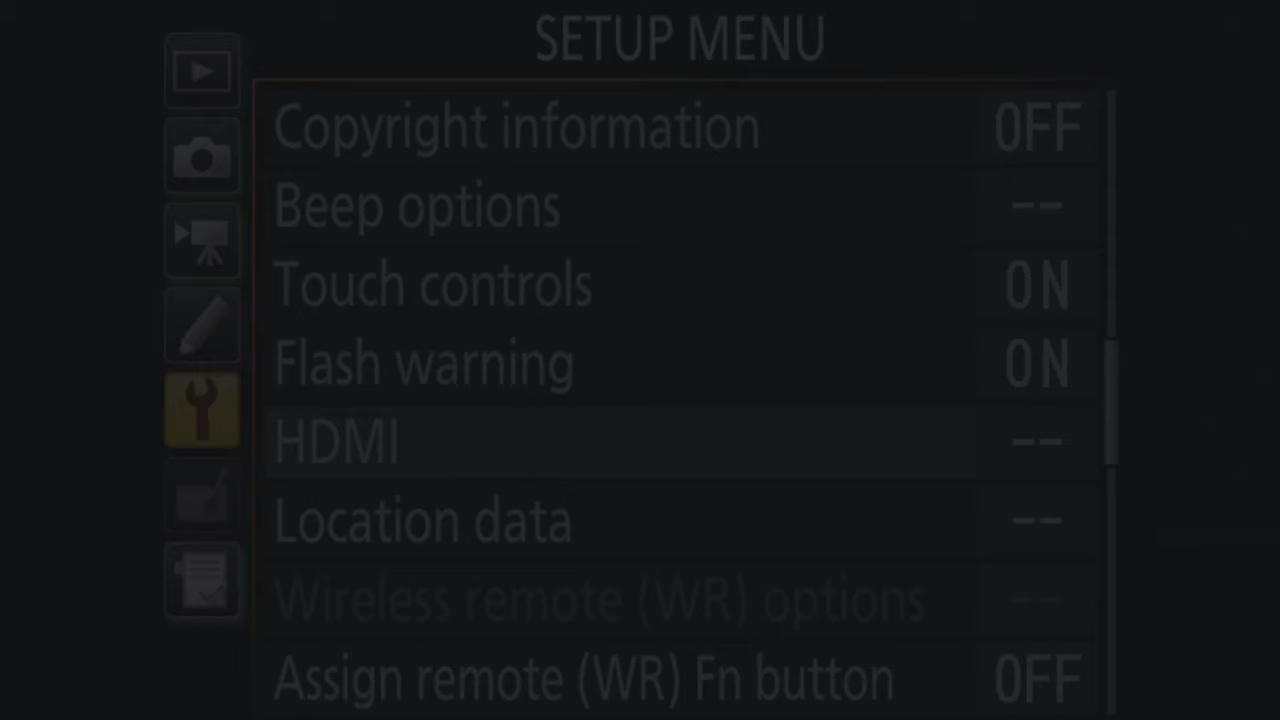 SETUP MENU
Copyright information OFF
Beep options --
Touch controls ON
Flash warning ON
HDMI --
Location data --
Wireless remote (WR) options --
Assign remote (WR) Fn button OFF